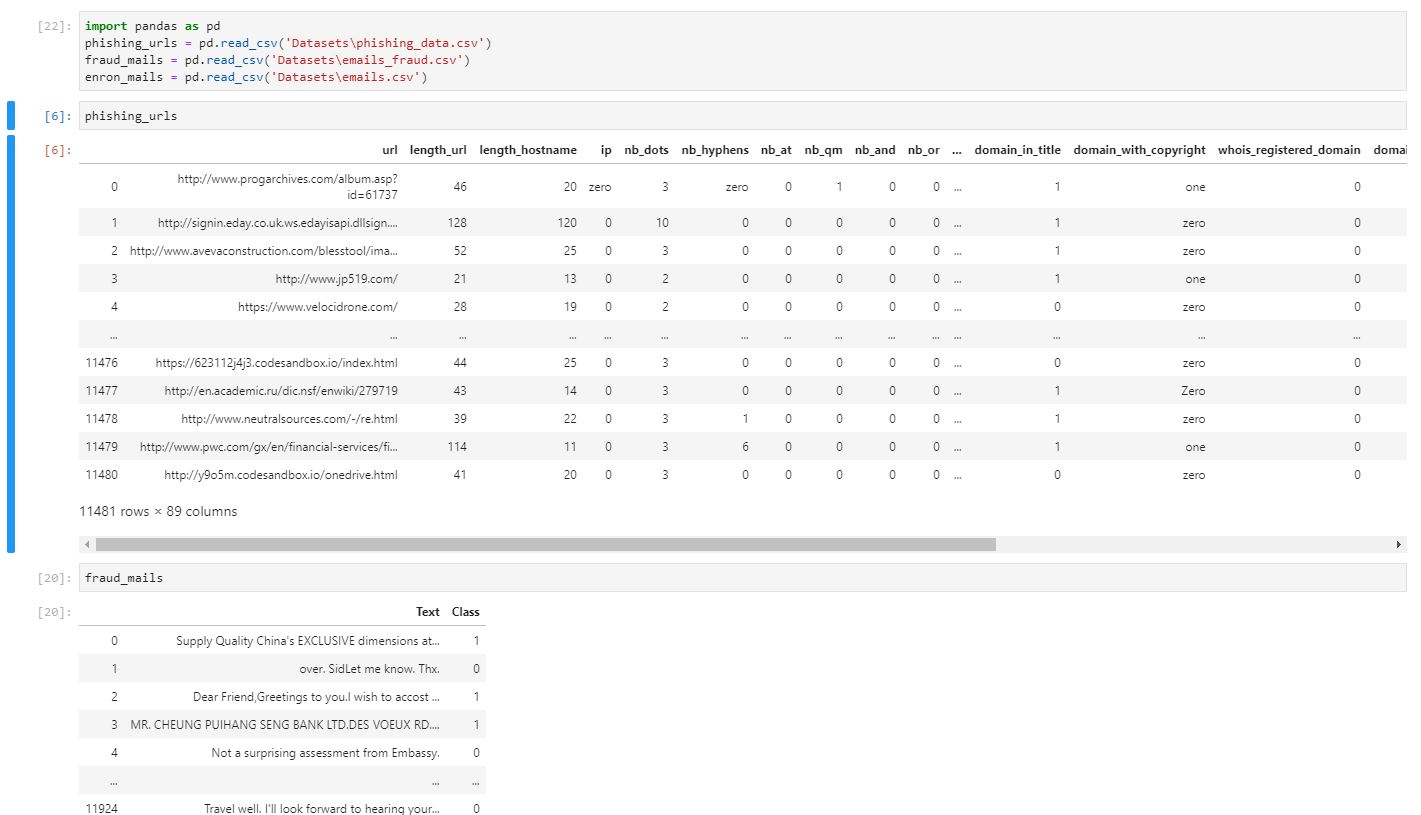 [22]: import pandas as pd
phishing_urls = pd.read_csv('Datasets\phishing_data.csv')
fraud_mails = pd.read_csv('Datasets\emails_fraud.csv')
enron_mails = pd.read_csv('Datasets\emails.csv')
[6]: phishing_urls
[6]: url length_url length_hostname ip nb_dots nb_hyphens nb_at nb_qm nb_and nb_or ... domain_in_title domain_with_copyright whois_registered_domain domai
0 http://www.progarchives.com/album.asp?
id=61737 46 20 zero 3 zero 0 1 0 0 ... 1 one 0
1 http://signin.eday.co.uk.ws.edayisapi.dllsign.... 128 120 0 10 0 0 0 0 0 ... 1 zero 0
2 http://www.avevaconstruction.com/blesstool/ima... 52 25 0 3 0 0 0 0 0 ... 1 zero 0
3 http://www.jp519.com/ 21 13 0 2 0 0 0 0 0 ... 1 one 0
4 https://www.velocidrone.com/ 28 19 0 2 0 0 0 0 0 ... 0 zero 0
... ... ... ... ... ... ... ... ... ... ... ... ... ... ...
11476 https://623112j4j3.codesandbox.io/index.html 44 25 0 3 0 0 0 0 0 ... 0 zero 0
11477 http://en.academic.ru/dic.nsf/enwiki/279719 43 14 0 3 0 0 0 0 0 ... 1 Zero 0
11478 http://www.neutralsources.com/-/re.html 39 22 0 3 1 0 0 0 0 ... 1 zero 0
11479 http://www.pwc.com/gx/en/financial-services/fi... 114 11 0 3 6 0 0 0 0 ... 1 one 0
11480 http://y9o5m.codesandbox.io/onedrive.html 41 20 0 3 0 0 0 0 0 ... 0 zero 0
11481 rows × 89 columns
[20]: fraud_mails
[20]: Text Class
0 Supply Quality China's EXCLUSIVE dimensions at... 1
1 over. SidLet me know. Thx. 0
2 Dear Friend,Greetings to you.I wish to accost ... 1
3 MR. CHEUNG PUIHANG SENG BANK LTD.DES VOEUX RD.... 1
4 Not a surprising assessment from Embassy. 0
... ... ...
11924 Travel well. I'll look forward to hearing your... 0